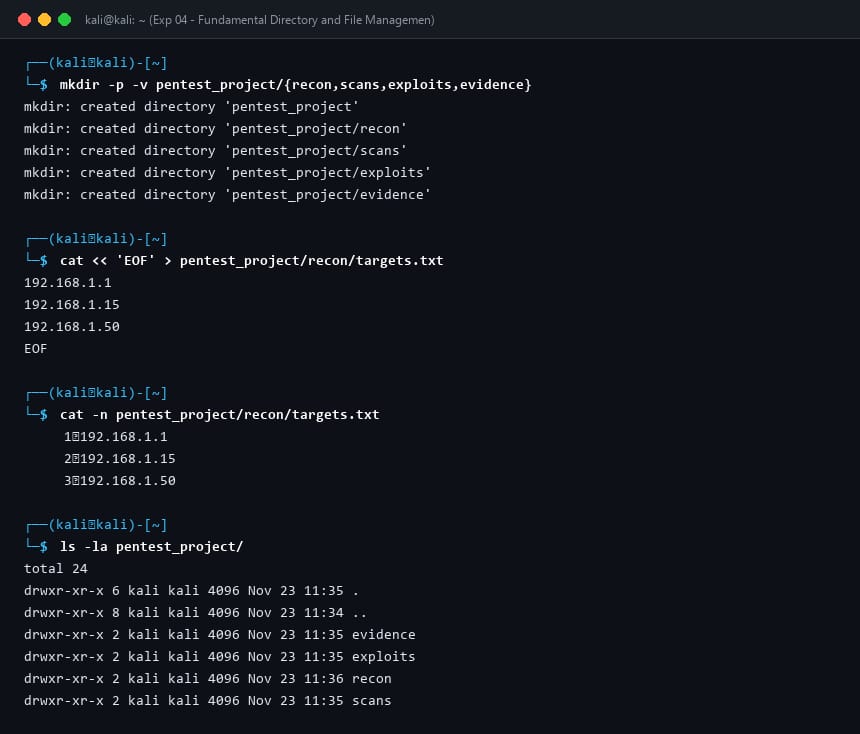 kali@kali: ~ (Exp 04 - Fundamental Directory and File Managemen)
┌──(kali㉿kali)-[~]
└─$ mkdir -p -v pentest_project/{recon,scans,exploits,evidence}
mkdir: created directory 'pentest_project'
mkdir: created directory 'pentest_project/recon'
mkdir: created directory 'pentest_project/scans'
mkdir: created directory 'pentest_project/exploits'
mkdir: created directory 'pentest_project/evidence'
┌──(kali㉿kali)-[~]
└─$ cat << 'EOF' > pentest_project/recon/targets.txt
192.168.1.1
192.168.1.15
192.168.1.50
EOF
┌──(kali㉿kali)-[~]
└─$ cat -n pentest_project/recon/targets.txt
1 192.168.1.1
2 192.168.1.15
3 192.168.1.50
┌──(kali㉿kali)-[~]
└─$ ls -la pentest_project/
total 24
drwxr-xr-x 6 kali kali 4096 Nov 23 11:35 .
drwxr-xr-x 8 kali kali 4096 Nov 23 11:34 ..
drwxr-xr-x 2 kali kali 4096 Nov 23 11:35 evidence
drwxr-xr-x 2 kali kali 4096 Nov 23 11:35 exploits
drwxr-xr-x 2 kali kali 4096 Nov 23 11:36 recon
drwxr-xr-x 2 kali kali 4096 Nov 23 11:35 scans